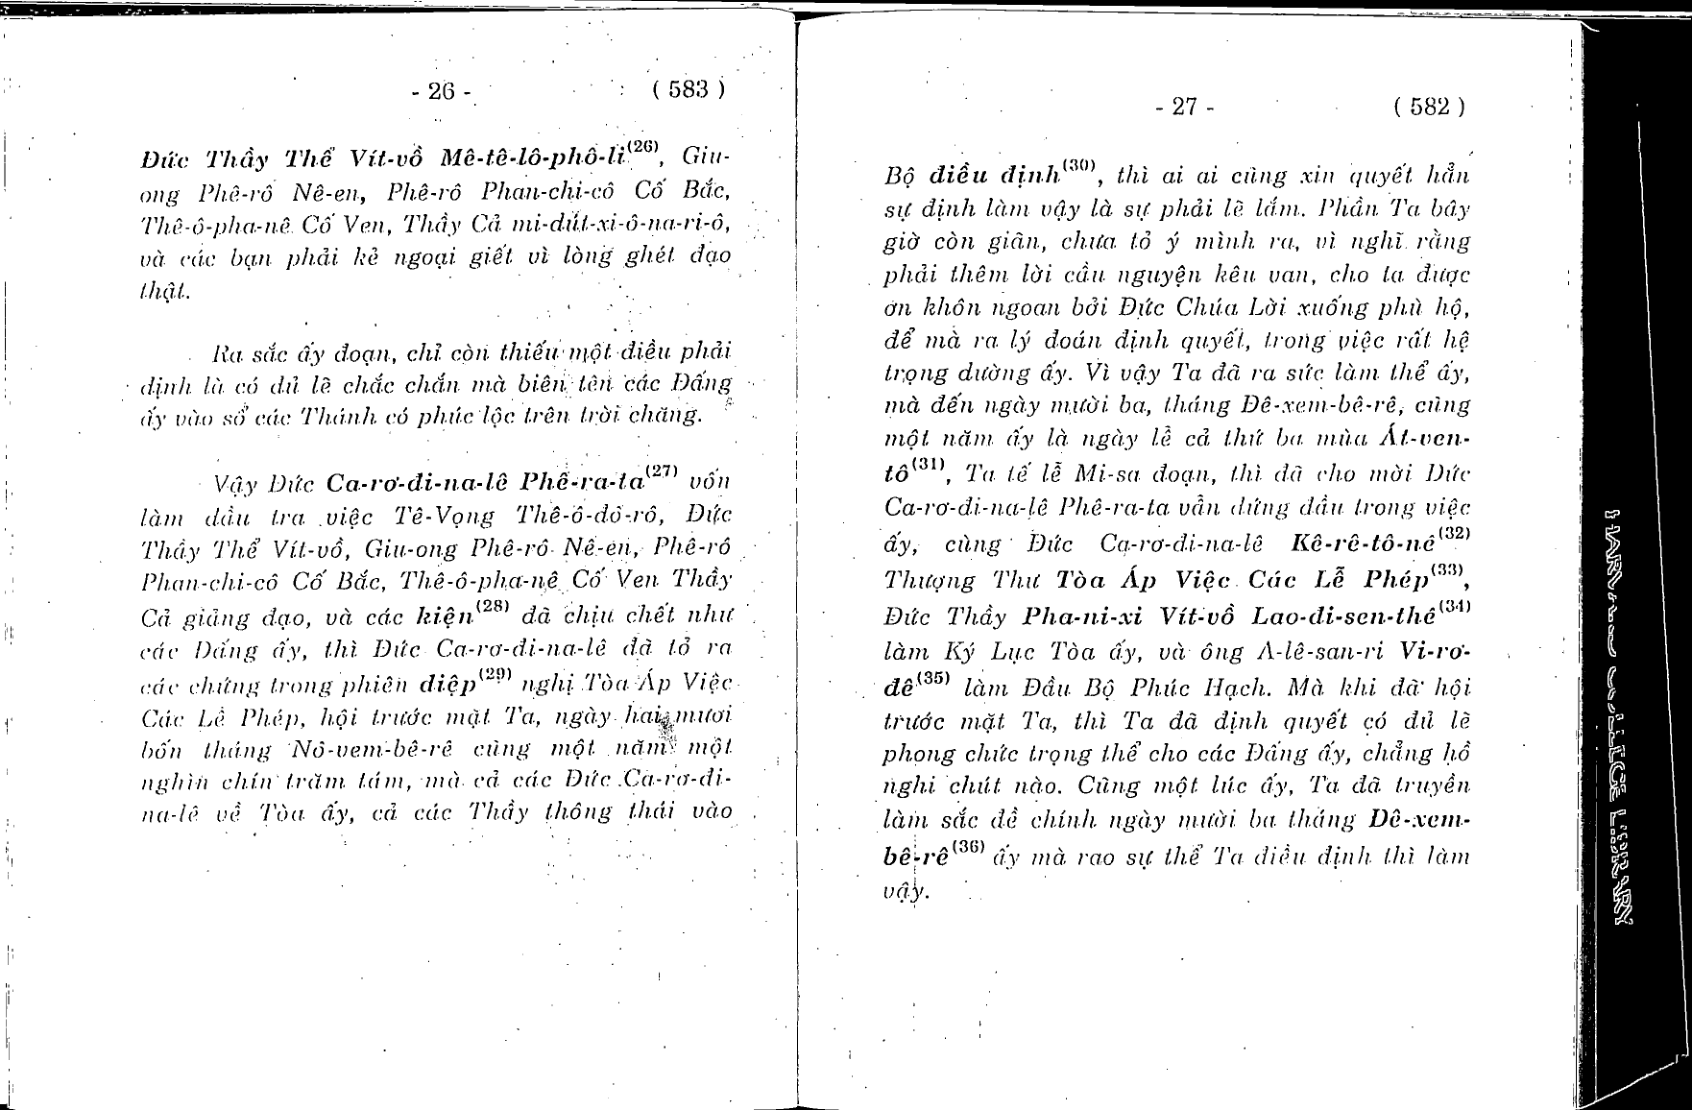 - 26 - ( 583 )
Đức Thầy Thể Vít-vồ Mê-tê-lô-phô-li(26), Giu-
ong Phê-rô Nê-en, Phê-rô Phan-chi-cô Cố Bắc,
Thê-ô-pha-nê Cố Ven, Thầy Cả mi-dút-xi-ô-na-ri-ô,
và các bạn phải kẻ ngoại giết vì lòng ghét đạo
thật.
Ra sắc ấy đoạn, chỉ còn thiếu một điều phải
định là có đủ lẽ chắc chắn mà biên tên các Đấng
ấy vào sổ các Thánh có phúc lộc trên trời chăng.
Vậy Đức Ca-rơ-đi-na-lê Phê-ra-ta(27) vốn
làm đầu tra việc Tê-Vọng Thê-ô-đô-rô, Đức
Thầy Thể Vít-vồ, Giu-ong Phê-rô Nê-en, Phê-rô
Phan-chi-cô Cố Bắc, Thê-ô-pha-nê Cố Ven Thầy
Cả giảng đạo, và các kiện(28) đã chịu chết như
các Đấng ấy, thì Đức Ca-rơ-đi-na-lê đã tỏ ra
các chứng trong phiên diệp(29) nghị Tòa Áp Việc
Các Lễ Phép, hội trước mặt Ta, ngày hai mươi
bốn tháng Nô-vem-bê-rê cũng một năm một
nghìn chín trăm tám, mà cả các Đức Ca-rơ-đi-
na-lê về Tòa ấy, cả các Thầy thông thái vào
- 27 - ( 582 )
Bộ điều định(30), thì ai ai cũng xin quyết hẳn
sự định làm vậy là sự phải lẽ lắm. Phần Ta bây
giờ còn giãn, chưa tỏ ý mình ra, vì nghĩ rằng
phải thêm lời cầu nguyện kêu van, cho ta được
ơn khôn ngoan bởi Đức Chúa Lời xuống phù hộ,
để mà ra lý đoán định quyết, trong việc rất hệ
trọng dường ấy. Vì vậy Ta đã ra sức làm thể ấy,
mà đến ngày mười ba, tháng Đê-xem-bê-rê, cũng
một năm ấy là ngày lễ cả thứ ba mùa Át-ven-
tô(31), Ta tế lễ Mi-sa đoạn, thì đã cho mời Đức
Ca-rơ-đi-na-lê Phê-ra-ta vẫn đứng đầu trong việc
ấy, cùng Đức Ca-rơ-đi-na-lê Kê-rê-tô-nê(32)
Thượng Thư Tòa Áp Việc Các Lễ Phép(33),
Đức Thầy Pha-ni-xi Vít-vồ Lao-đi-sen-thê(34)
làm Ký Lục Tòa ấy, và ông A-lê-san-ri Vi-rơ-
đê(35) làm Đầu Bộ Phúc Hạch. Mà khi đã hội
trước mặt Ta, thì Ta đã định quyết có đủ lẽ
phong chức trọng thể cho các Đấng ấy, chẳng hồ
nghi chút nào. Cũng một lúc ấy, Ta đã truyền
làm sắc đề chính ngày mười ba tháng Dê-xem-
bê-rê(36) ấy mà rao sự thể Ta điều định thì làm
vậy.
HARVARD COLLEGE LIBRARY